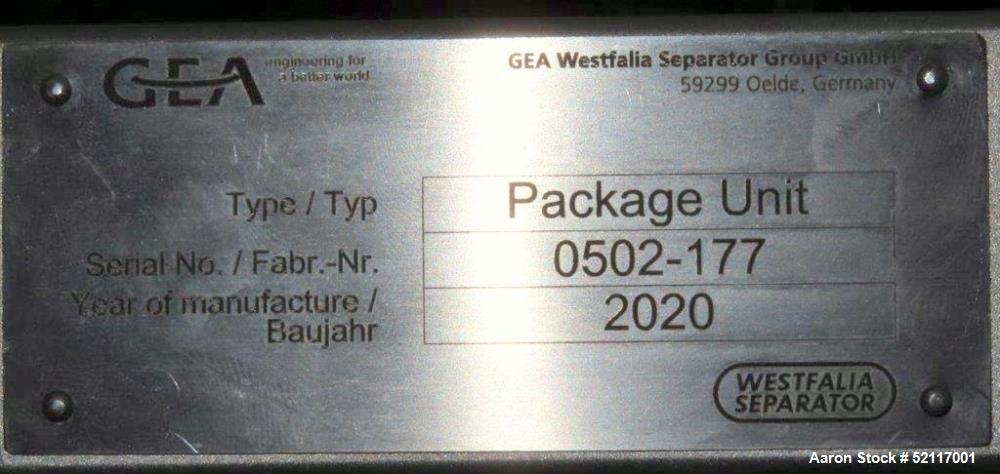 GEA
engineering for
a better world
GEA Westfalia Separator Group GmbH
59299 Oelde, Germany
Type / Typ
Package Unit
Serial No. / Fabr.-Nr.
0502-177
Year of manufacture /
Baujahr
2020
WESTFALIA
SEPARATOR
Aaron Stock # 52117001